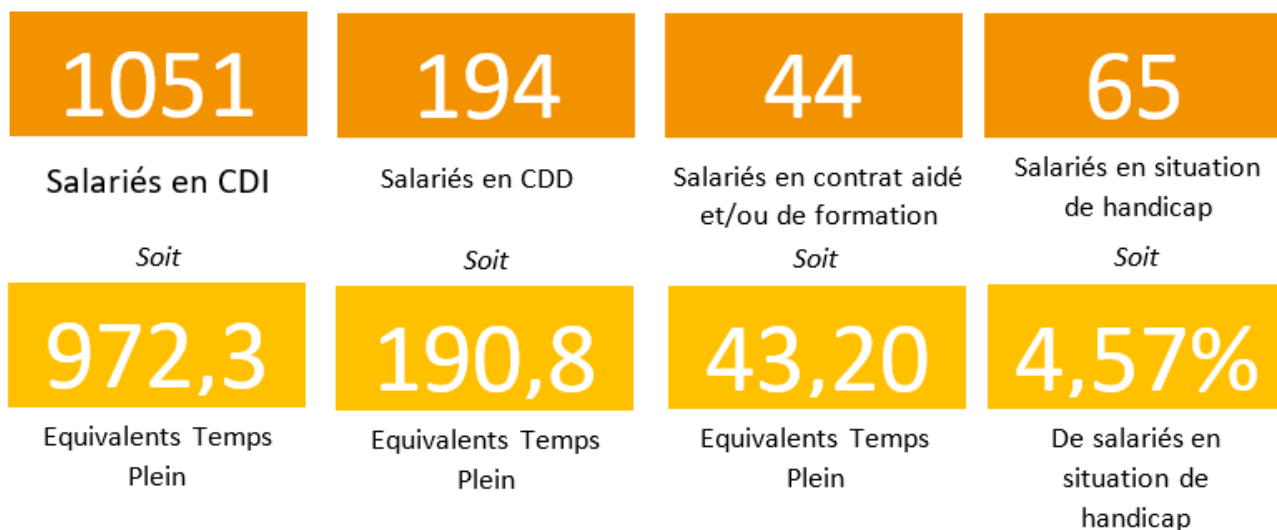 1051
Salariés en CDI
Soit
972,3
Equivalents Temps
Plein
194
Salariés en CDD
Soit
190,8
Equivalents Temps
Plein
44
Salariés en contrat aidé
et/ou de formation
Soit
43,20
Equivalents Temps
Plein
65
Salariés en situation
de handicap
Soit
4,57%
De salariés en
situation de
handicap